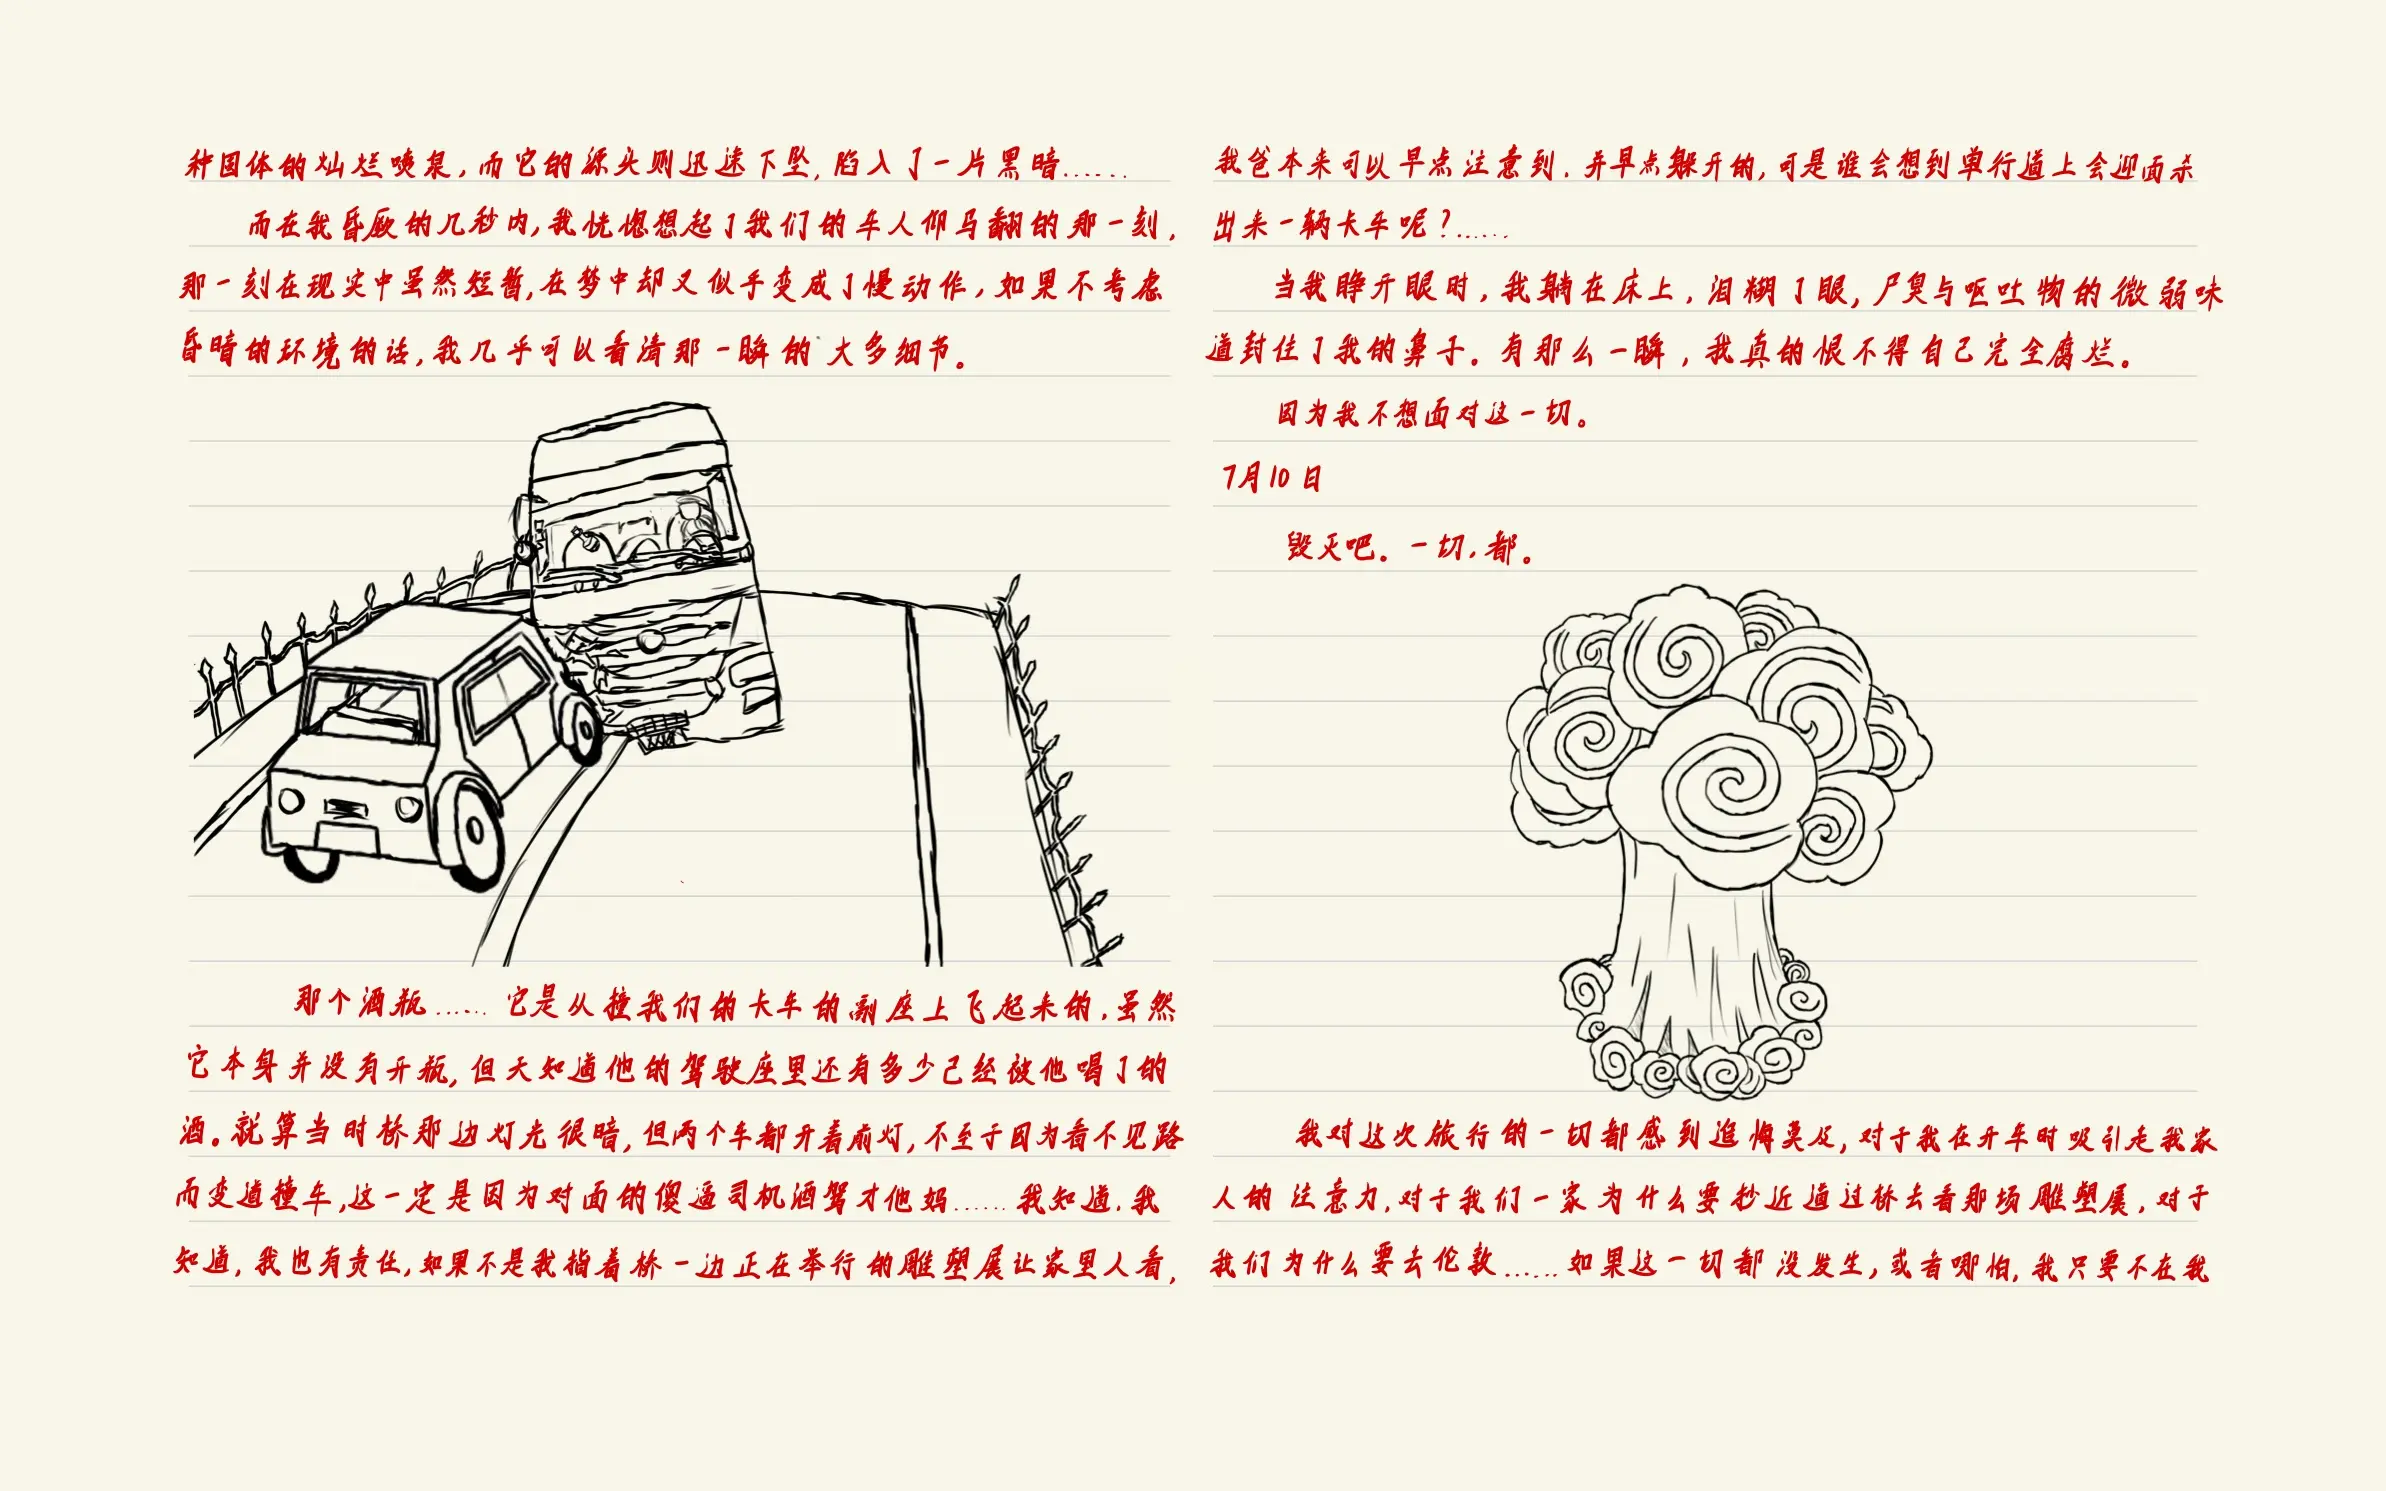 种固体的灿烂喷泉,而它的源头则迅速下坠,陷入了一片黑暗……
而在我昏厥的几秒内,我恍惚想起了我们的车人仰马翻的那一刻,
那一刻在现实中虽然短暂,在梦中却又似乎变成了慢动作,如果不考虑
昏暗的环境的话,我几乎可以看清那一瞬的大多细节。
那个酒瓶……它是从撞我们的卡车的副座上飞起来的.虽然
它本身并没有开瓶,但天知道他的驾驶座里还有多少已经被他喝了的
酒。就算当时桥那边灯光很暗,但两个车都开着前灯,不至于因为看不见路
而变道撞车,这一定是因为对面的傻逼司机酒驾才他妈……我知道.我
知道,我也有责任,如果不是我指着桥一边正在举行的雕塑展让家里人看,
我爸本来可以早点注意到.并早点躲开的,可是谁会想到单行道上会迎面杀
出来一辆卡车呢?……
当我睁开眼时,我躺在床上,泪糊了眼,尸臭与呕吐物的微弱味
道封住了我的鼻子。有那么一瞬,我真的恨不得自己完全腐烂。
因为我不想面对这一切。
7月10日
毁灭吧。一切.都。
我对这次旅行的一切都感到追悔莫及,对于我在开车时吸引走我家
人的注意力,对于我们一家为什么要抄近道过桥去看那场雕塑展,对于
我们为什么要去伦敦……如果这一切都没发生,或者哪怕,我只要不在我